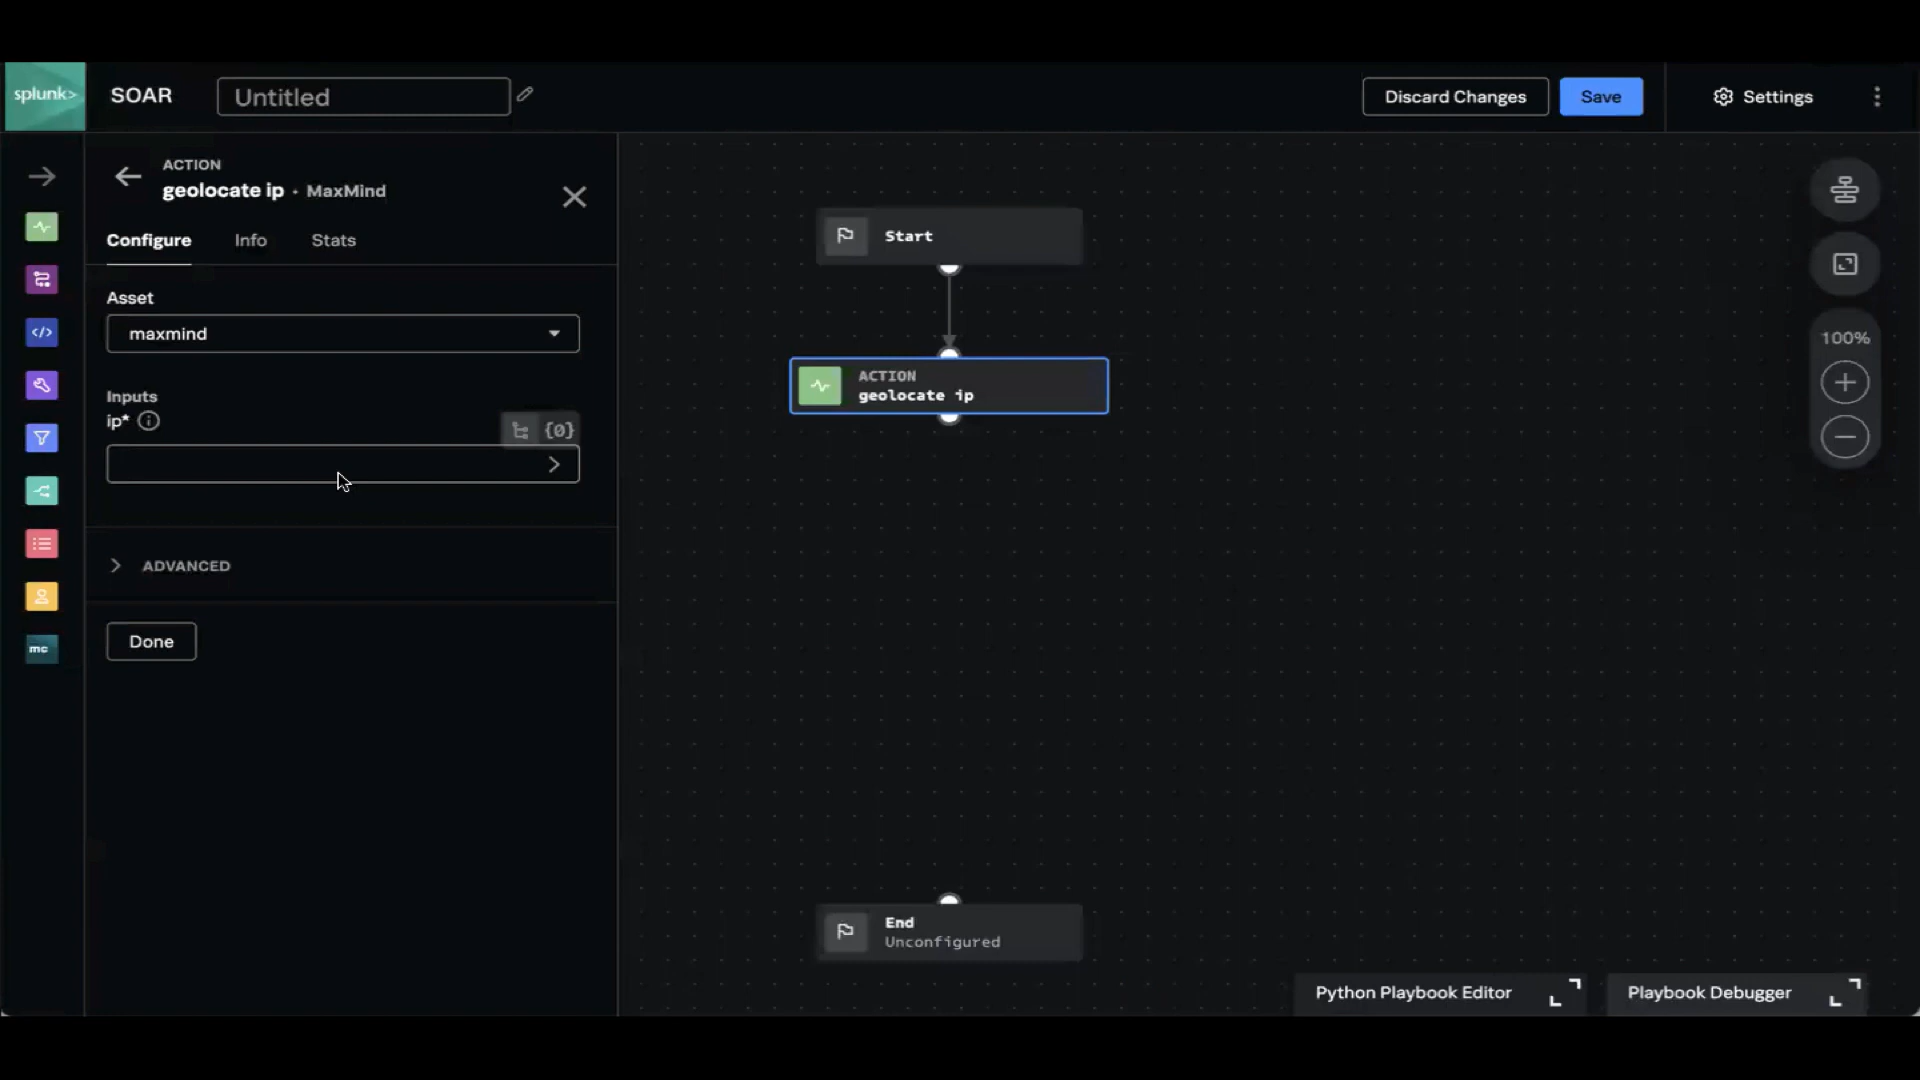 splunk>
SOAR
Untitled
Discard Changes
Save
Settings
ACTION
geolocate ip • MaxMind
Configure
Info
Stats
Asset
maxmind
Inputs
ip*
{0}
ADVANCED
Done
mc
Start
ACTION
geolocate ip
End
Unconfigured
100%
Python Playbook Editor
Playbook Debugger